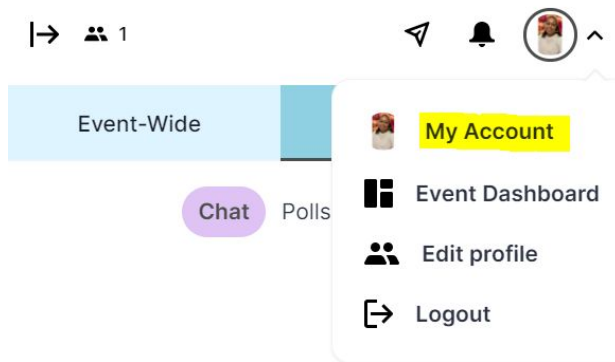 1
Event-Wide
My Account
Event Dashboard
Chat Polls
Edit profile
Logout